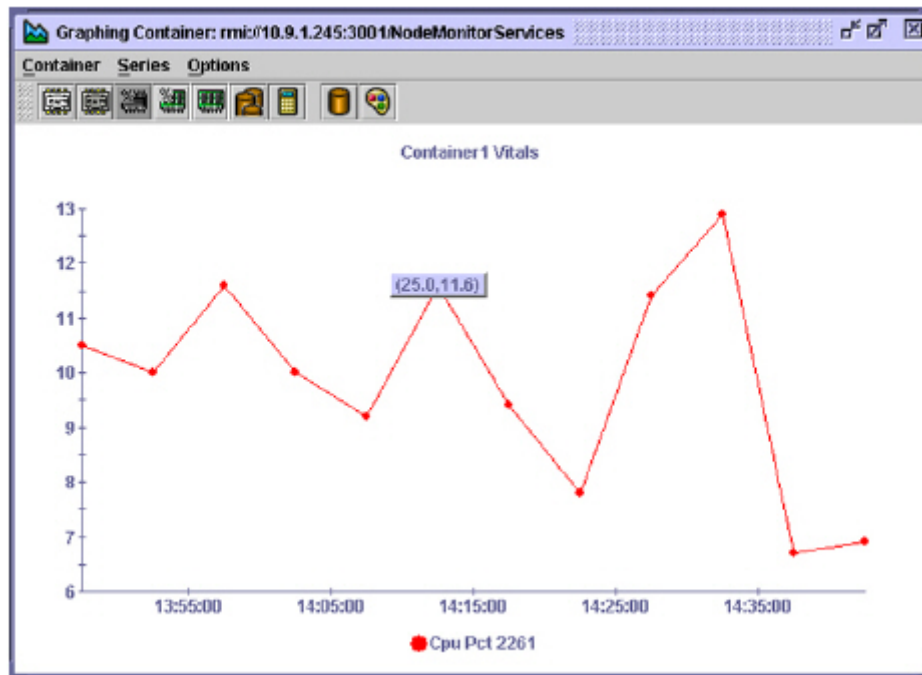 Graphing Container: rmi://10.9.1.245:3001/NodeMonitorServices
Container Series Options
Container1 Vitals
13
12
(25.0,11.6)
11
10
9
8
7
6
13:55:00 14:05:00 14:15:00 14:25:00 14:35:00
Cpu Pct 2261